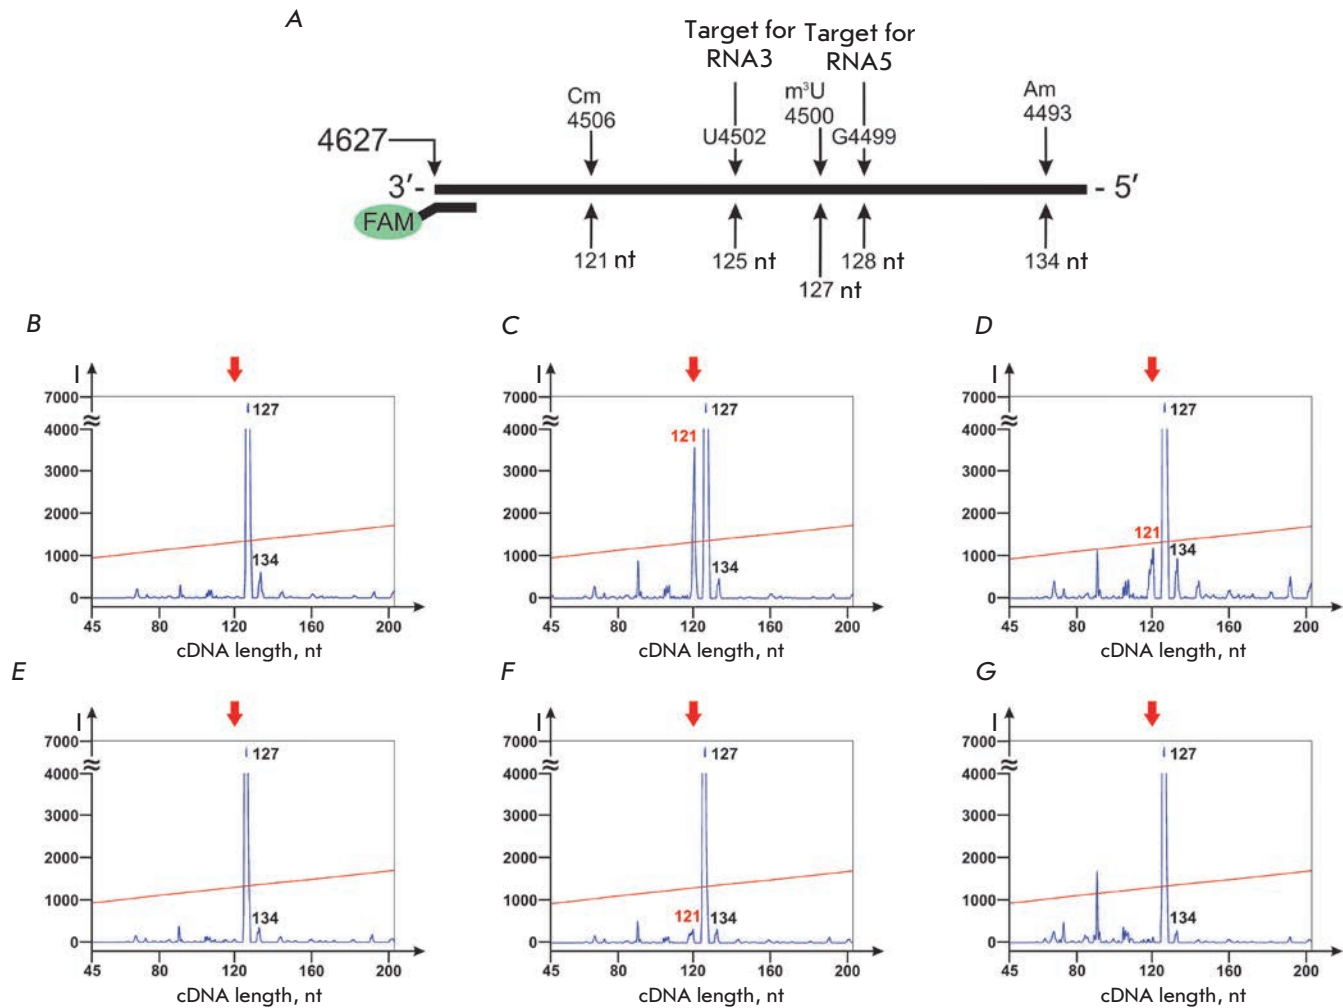 A
Target for
RNA3
Target for
RNA5
Cm
4506
U4502
m³U
4500
G4499
Am
4493
4627
3′-
- 5′
FAM
121 nt
125 nt
127 nt
128 nt
134 nt
B
I
7000
≈
4000
3000
2000
1000
0
127
134
45 80 120 160 200
cDNA length, nt
C
I
7000
≈
4000
3000
2000
1000
0
121
127
134
45 80 120 160 200
cDNA length, nt
D
I
7000
≈
4000
3000
2000
1000
0
121
127
134
45 80 120 160 200
cDNA length, nt
E
I
7000
≈
4000
3000
2000
1000
0
127
134
45 80 120 160 200
cDNA length, nt
F
I
7000
≈
4000
3000
2000
1000
0
121
127
134
45 80 120 160 200
cDNA length, nt
G
I
7000
≈
4000
3000
2000
1000
0
127
134
45 80 120 160 200
cDNA length, nt